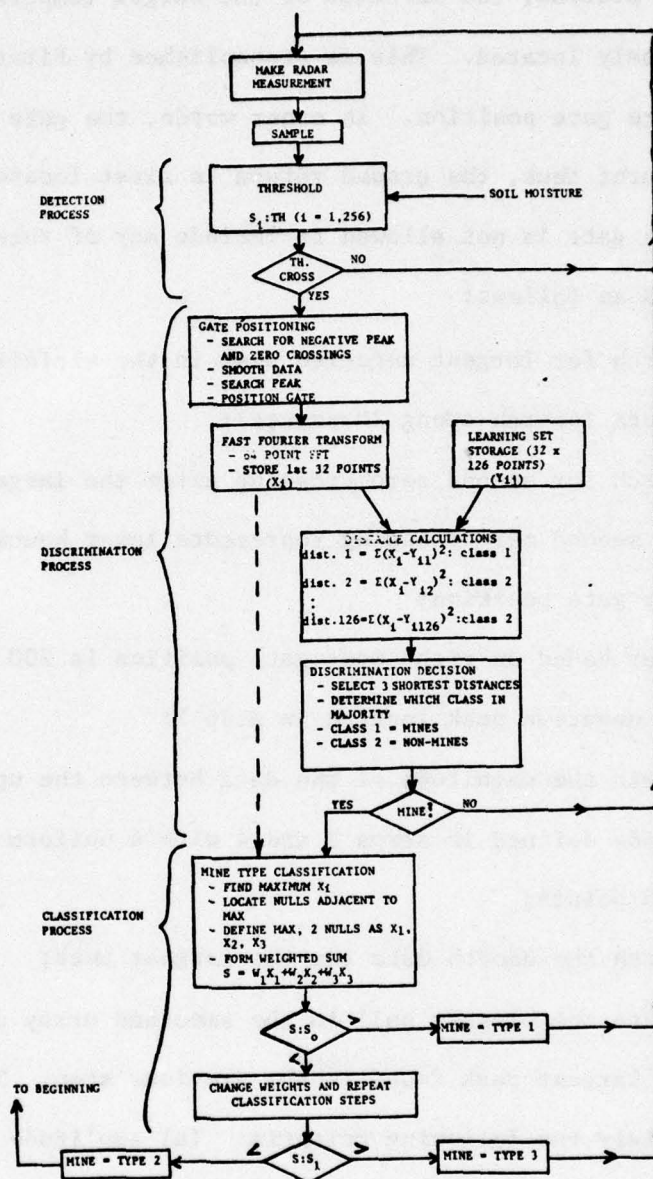 MAKE RADAR
MEASUREMENT
SAMPLE
DETECTION
PROCESS
THRESHOLD
S_i:TH (i = 1,256)
SOIL MOISTURE
TH.
CROSS
NO
YES
GATE POSITIONING
- SEARCH FOR NEGATIVE PEAK
AND ZERO CROSSINGS
- SMOOTH DATA
- SEARCH PEAK
- POSITION GATE
DISCRIMINATION
PROCESS
FAST FOURIER TRANSFORM
- 64 POINT FFT
- STORE 1st 32 POINTS
(X_i)
LEARNING SET
STORAGE (32 x
126 POINTS)
(Y_ij)
DISTANCE CALCULATIONS
dist. 1 = Σ(X_i-Y_i1)²: class 1
dist. 2 = Σ(X_i-Y_i2)²: class 2
:
dist.126=Σ(X_i-Y_i126)²:class 2
DISCRIMINATION DECISION
- SELECT 3 SHORTEST DISTANCES
- DETERMINE WHICH CLASS IN
MAJORITY
- CLASS 1 = MINES
- CLASS 2 = NON-MINES
YES
MINE?
NO
CLASSIFICATION
PROCESS
MINE TYPE CLASSIFICATION
- FIND MAXIMUM X_i
- LOCATE NULLS ADJACENT TO
MAX
- DEFINE MAX, 2 NULLS AS X_1,
X_2, X_3
- FORM WEIGHTED SUM
S = W_1X_1+W_2X_2+W_3X_3
S:S_o
>
MINE = TYPE 1
<
CHANGE WEIGHTS AND REPEAT
CLASSIFICATION STEPS
TO BEGINNING
MINE = TYPE 2
<
S:S_1
>
MINE = TYPE 3